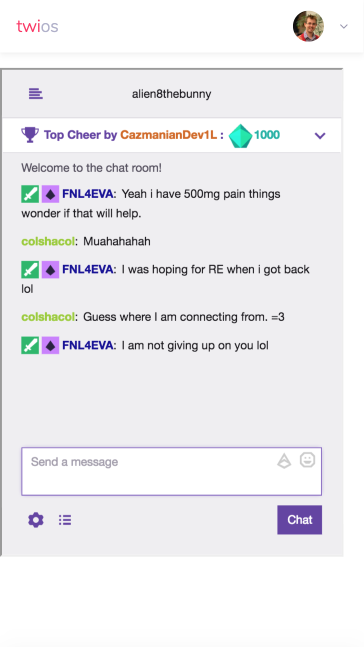 twios
alien8thebunny
Top Cheer by CazmanianDev1L : 1000
Welcome to the chat room!
FNL4EVA: Yeah i have 500mg pain things
wonder if that will help.
colshacol: Muahahahah
FNL4EVA: I was hoping for RE when i got back
lol
colshacol: Guess where I am connecting from. =3
FNL4EVA: I am not giving up on you lol
Send a message
Chat